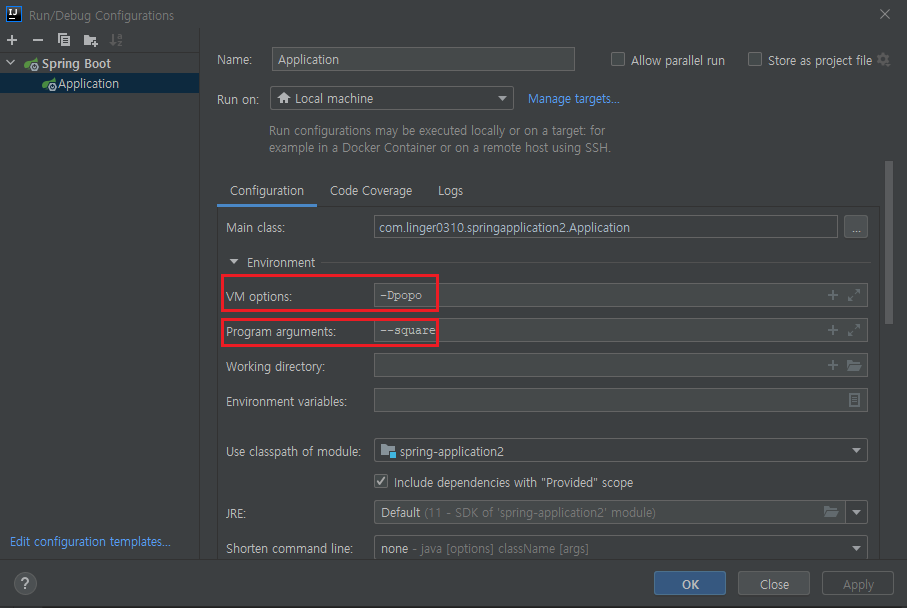 Run/Debug Configurations
Spring Boot
Application
Edit configuration templates...
Name: Application Allow parallel run Store as project file
Run on: Local machine Manage targets...
Run configurations may be executed locally or on a target: for
example in a Docker Container or on a remote host using SSH.
Configuration Code Coverage Logs
Main class: com.linger0310.springapplication2.Application ...
Environment
VM options: -Dpopo
Program arguments: --square
Working directory:
Environment variables:
Use classpath of module: spring-application2
Include dependencies with "Provided" scope
JRE: Default (11 - SDK of 'spring-application2' module)
Shorten command line: none - java [options] className [args]
? OK Close Apply